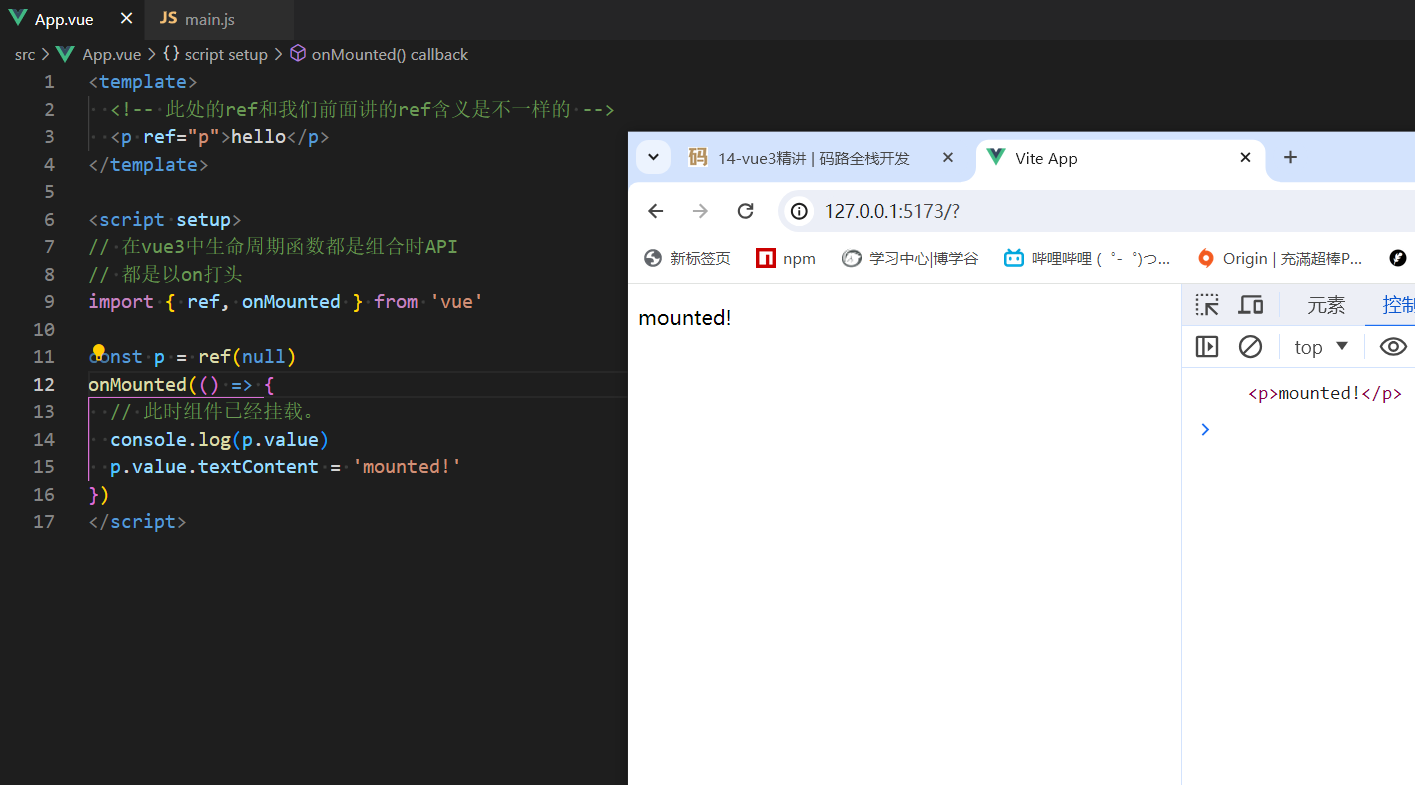 App.vue
JS main.js
src > App.vue > {} script setup > onMounted() callback
1 <template>
2 <!-- 此处的ref和我们前面讲的ref含义是不一样的 -->
3 <p ref="p">hello</p>
4 </template>
5
6 <script setup>
7 // 在vue3中生命周期函数都是组合时API
8 // 都是以on打头
9 import { ref, onMounted } from 'vue'
10
11 const p = ref(null)
12 onMounted(() => {
13 // 此时组件已经挂载。
14 console.log(p.value)
15 p.value.textContent = 'mounted!'
16 })
17 </script>
码 14-vue3精讲 | 码路全栈开发
Vite App
127.0.0.1:5173/?
新标签页 npm 学习中心|博学谷 哔哩哔哩 (゜-゜)つ... Origin | 充滿超棒P...
mounted!
元素 控制
top
<p>mounted!</p>